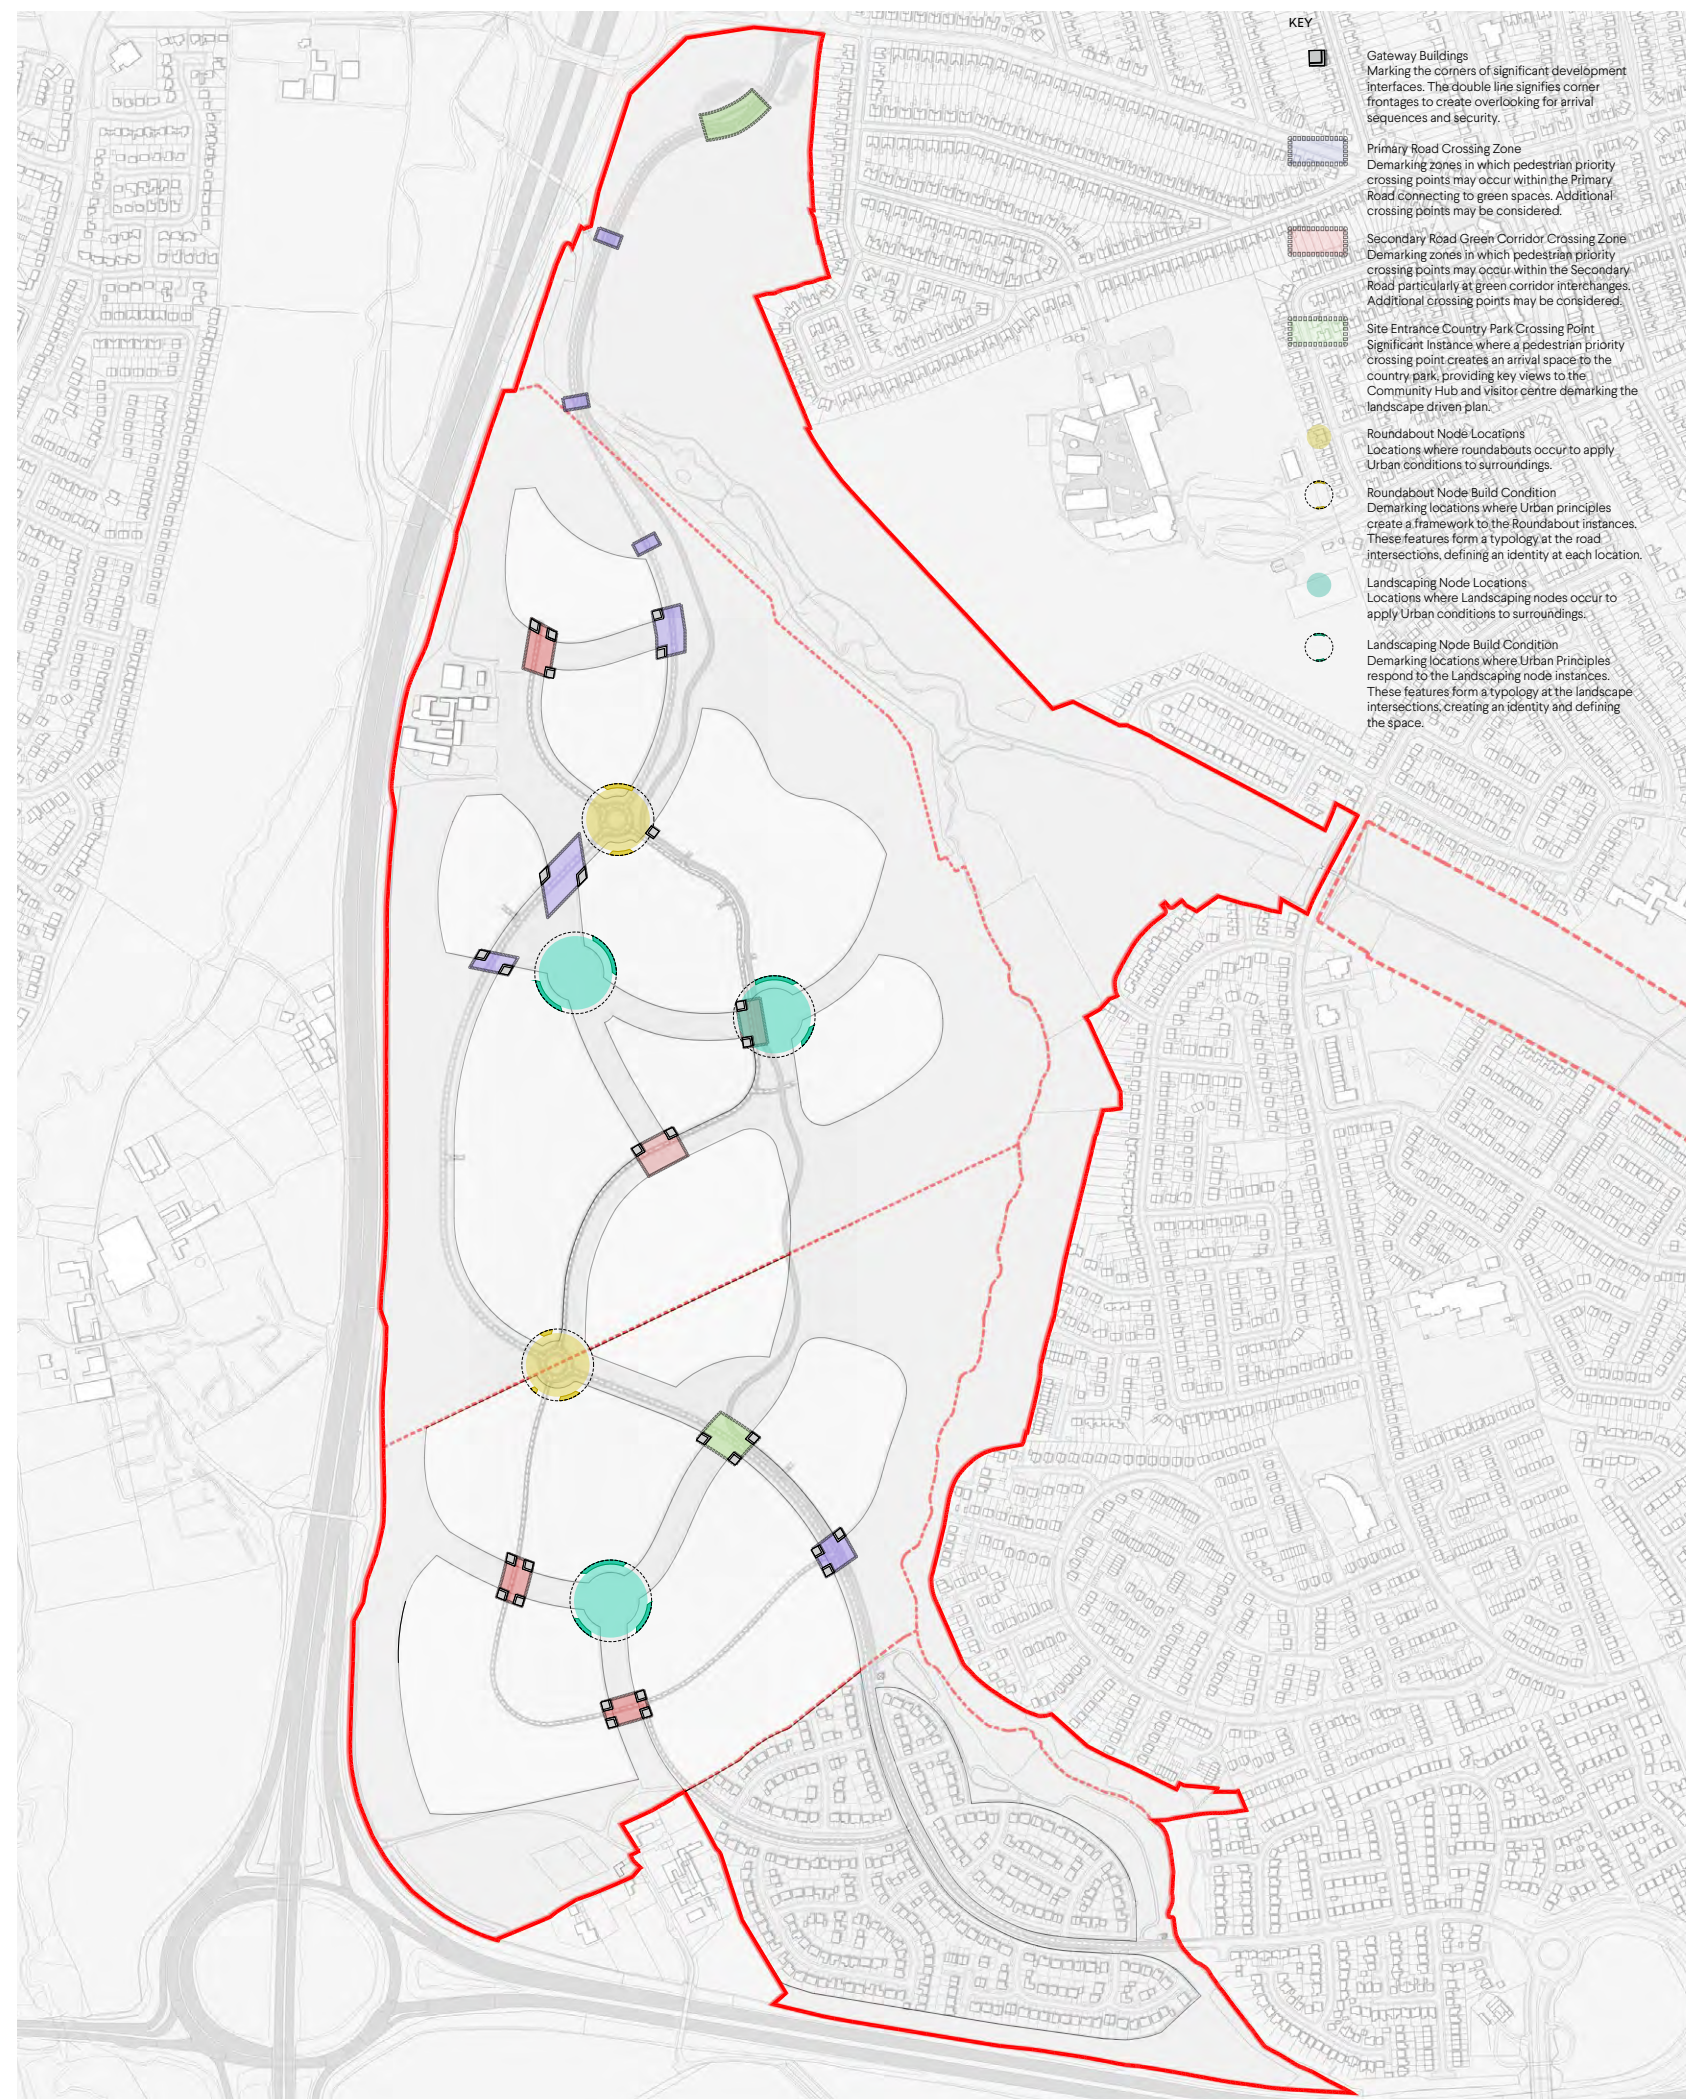 KEY
Gateway Buildings
Marking the corners of significant development
interfaces. The double line signifies corner
frontages to create overlooking for arrival
sequences and security.
Primary Road Crossing Zone
Demarking zones in which pedestrian priority
crossing points may occur within the Primary
Road connecting to green spaces. Additional
crossing points may be considered.
Secondary Road Green Corridor Crossing Zone
Demarking zones in which pedestrian priority
crossing points may occur within the Secondary
Road particularly at green corridor interchanges.
Additional crossing points may be considered.
Site Entrance Country Park Crossing Point
Significant Instance where a pedestrian priority
crossing point creates an arrival space to the
country park, providing key views to the
Community Hub and visitor centre demarking the
landscape driven plan.
Roundabout Node Locations
Locations where roundabouts occur to apply
Urban conditions to surroundings.
Roundabout Node Build Condition
Demarking locations where Urban principles
create a framework to the Roundabout instances.
These features form a typology at the road
intersections, defining an identity at each location.
Landscaping Node Locations
Locations where Landscaping nodes occur to
apply Urban conditions to surroundings.
Landscaping Node Build Condition
Demarking locations where Urban Principles
respond to the Landscaping node instances.
These features form a typology at the landscape
intersections, creating an identity and defining
the space.